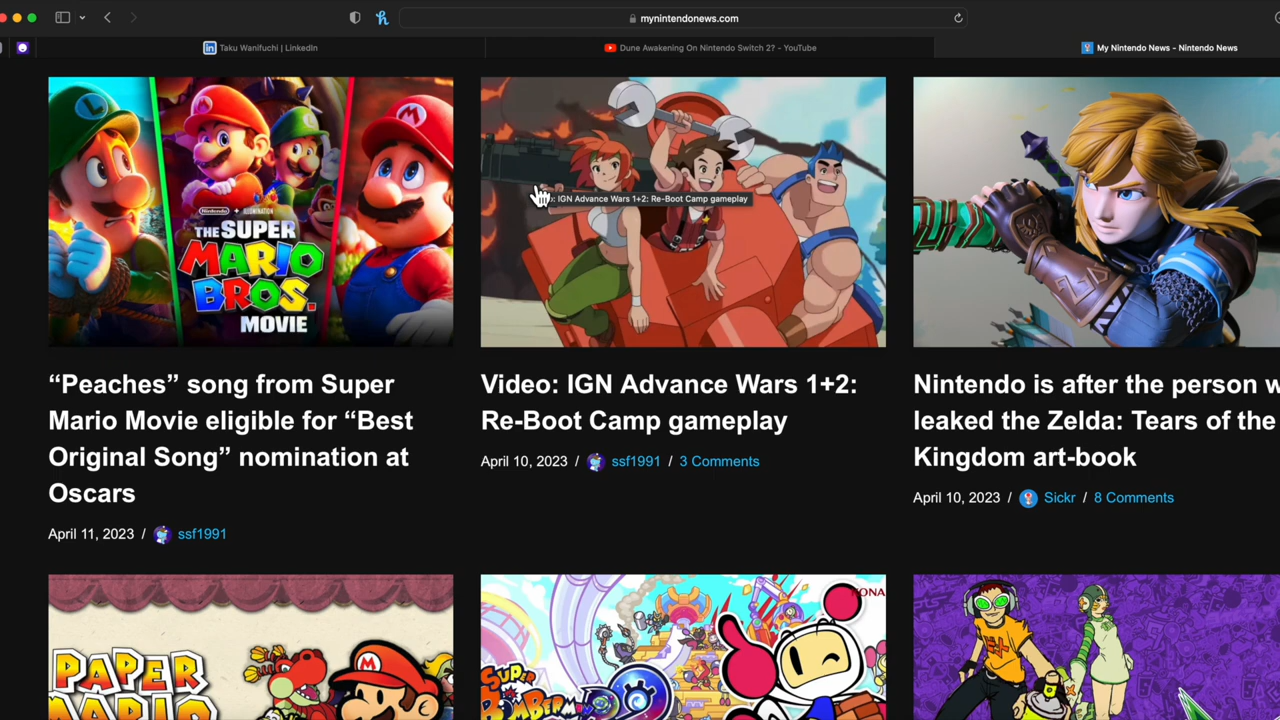 mynintendonews.com
Taku Wanifuchi | LinkedIn
Dune Awakening On Nintendo Switch 2? - YouTube
My Nintendo News - Nintendo News
Nintendo + ILLUMINATION
THE SUPER
MARIO
BROS.
MOVIE
: IGN Advance Wars 1+2: Re-Boot Camp gameplay
“Peaches” song from Super
Mario Movie eligible for “Best
Original Song” nomination at
Oscars
April 11, 2023 / ssf1991
Video: IGN Advance Wars 1+2:
Re-Boot Camp gameplay
April 10, 2023 / ssf1991 / 3 Comments
Nintendo is after the person w
leaked the Zelda: Tears of the
Kingdom art-book
April 10, 2023 / Sickr / 8 Comments
PAPER
MARIO
KONA
SUPER
BOMBERM